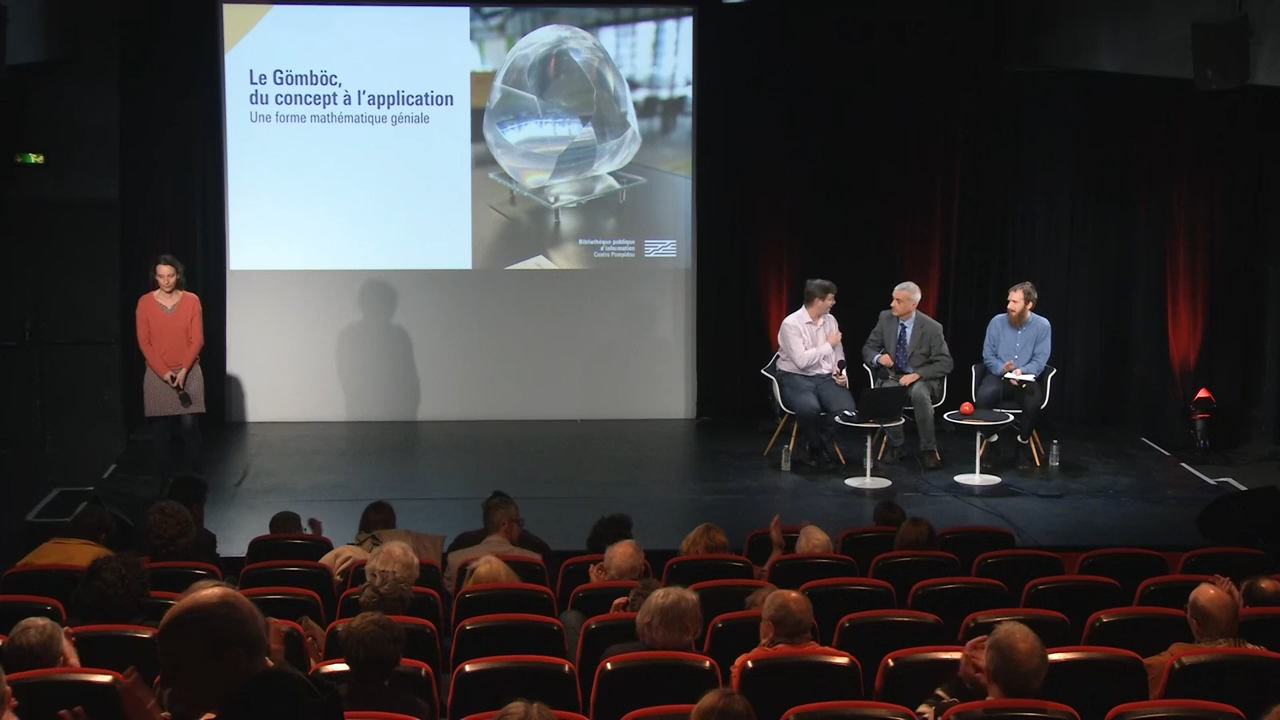 Le Gömböc,
du concept à l'application
Une forme mathématique géniale
Bibliothèque publique
d'information
Centre Pompidou